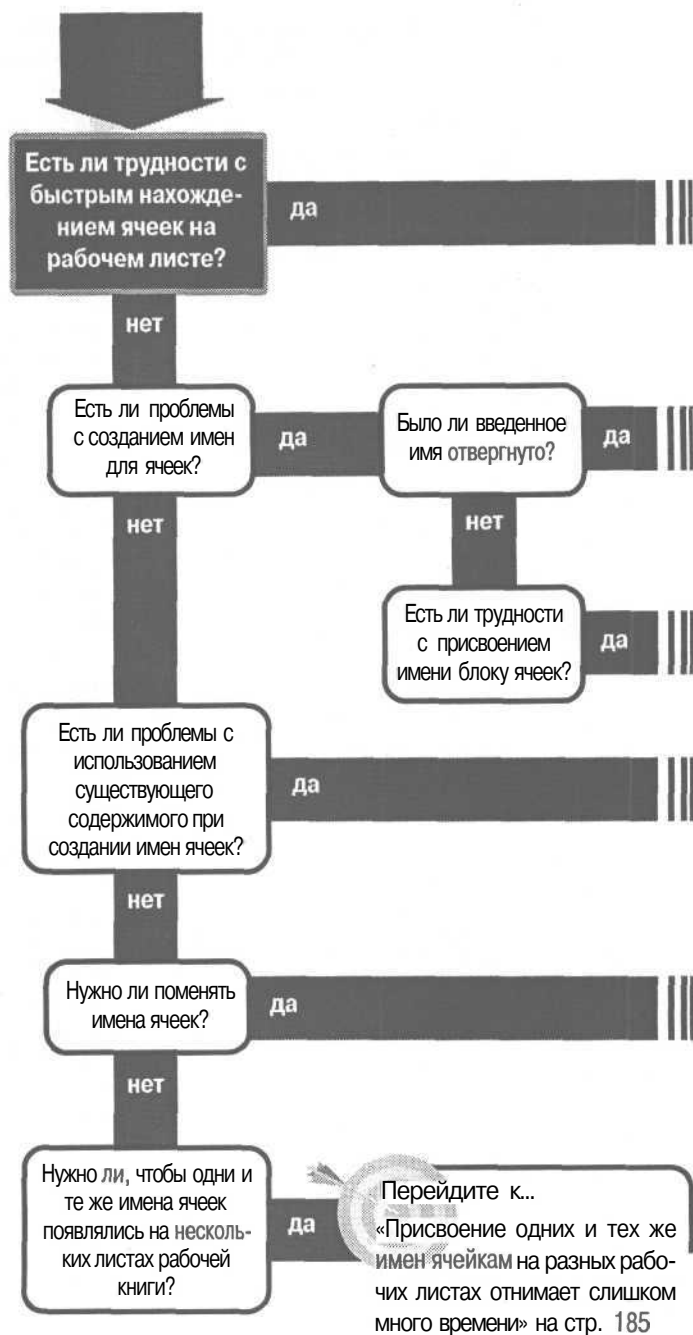 Есть ли трудности с
быстрым нахожде-
нием ячеек на
рабочем листе?
да
нет
Есть ли проблемы
с созданием имен
для ячеек?
да
Было ли введенное
имя отвергнуто?
да
нет
нет
Есть ли трудности
с присвоением
имени блоку ячеек?
да
Есть ли проблемы с
использованием
существующего
содержимого при
создании имен ячеек?
да
нет
Нужно ли поменять
имена ячеек?
да
нет
Нужно ли, чтобы одни и
те же имена ячеек
появлялись на несколь-
ких листах рабочей
книги?
да
Перейдите к...
«Присвоение одних и тех же
имен ячейкам на разных рабо-
чих листах отнимает слишком
много времени» на стр. 185